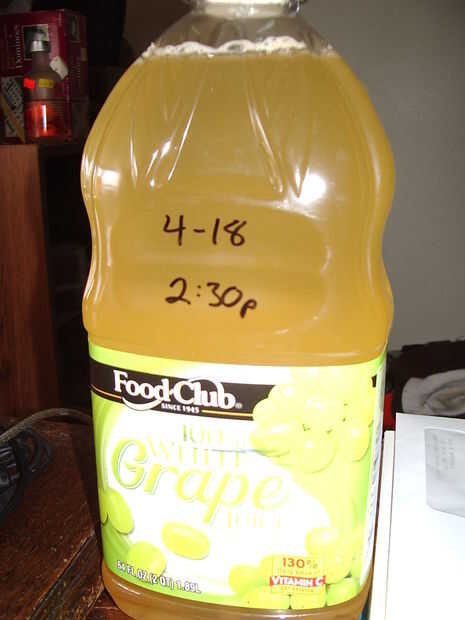 Dominoes
4-18
2:30p
Food Club
SINCE 1945
100%
WHITE
Grape
JUICE
130%
VITAMIN C
64 FL OZ (2 QT) 1.89L